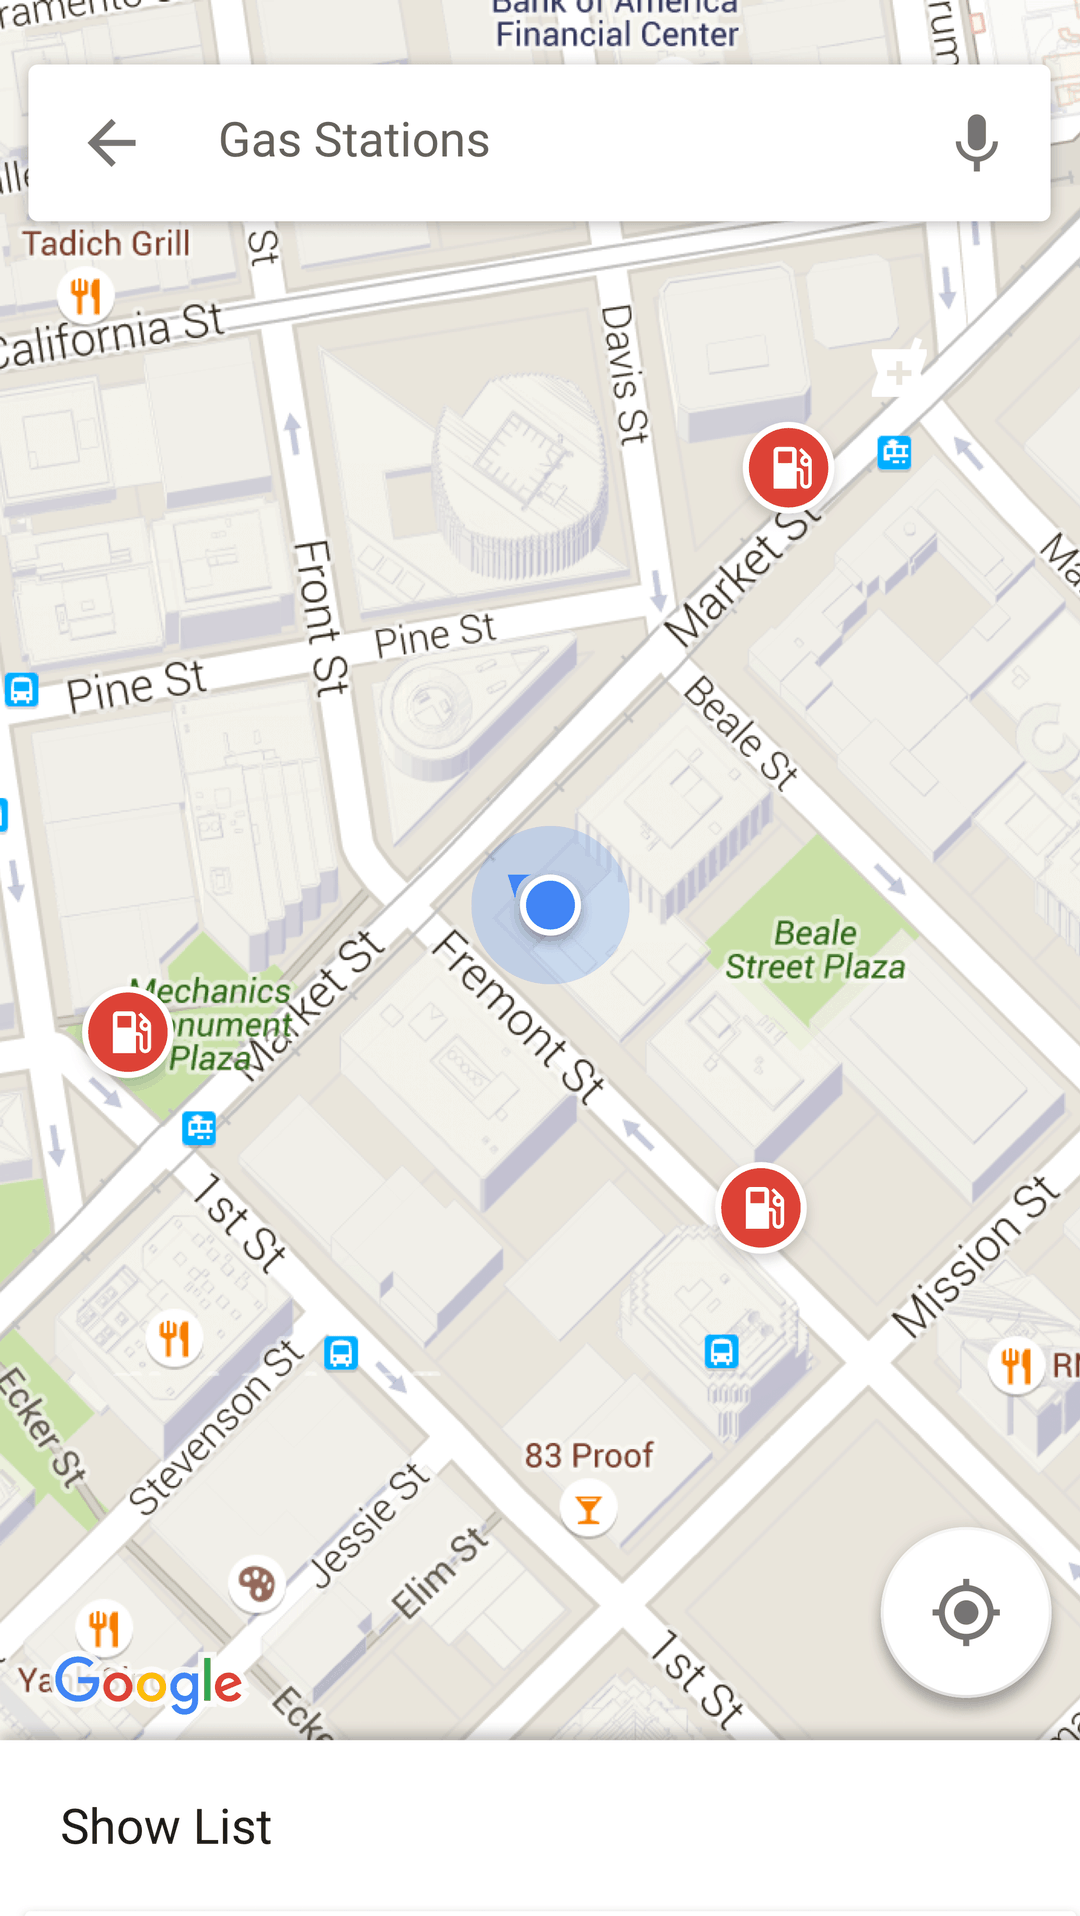 Bank of America
Financial Center
Gas Stations
Tadich Grill
St
California St
Davis St
Market St
Front St
Pine St
Pine St
Beale St
Beale
Street Plaza
Fremont St
Mechanics
Plaza
Market St
1st St
Mission St
Stevenson St
Ecker St
83 Proof
Jessie St
Elim St
1st St
Google
Show List